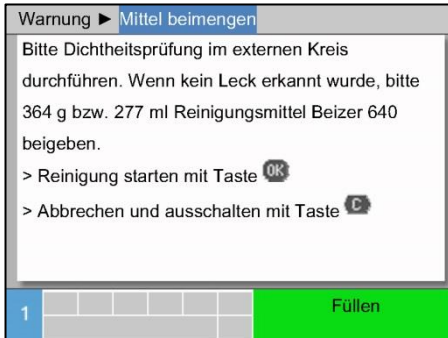 Warnung ► Mittel beimengen
Bitte Dichtheitsprüfung im externen Kreis
durchführen. Wenn kein Leck erkannt wurde, bitte
364 g bzw. 277 ml Reinigungsmittel Beizer 640
beigeben.
> Reinigung starten mit Taste OK
> Abbrechen und ausschalten mit Taste C
1
Füllen